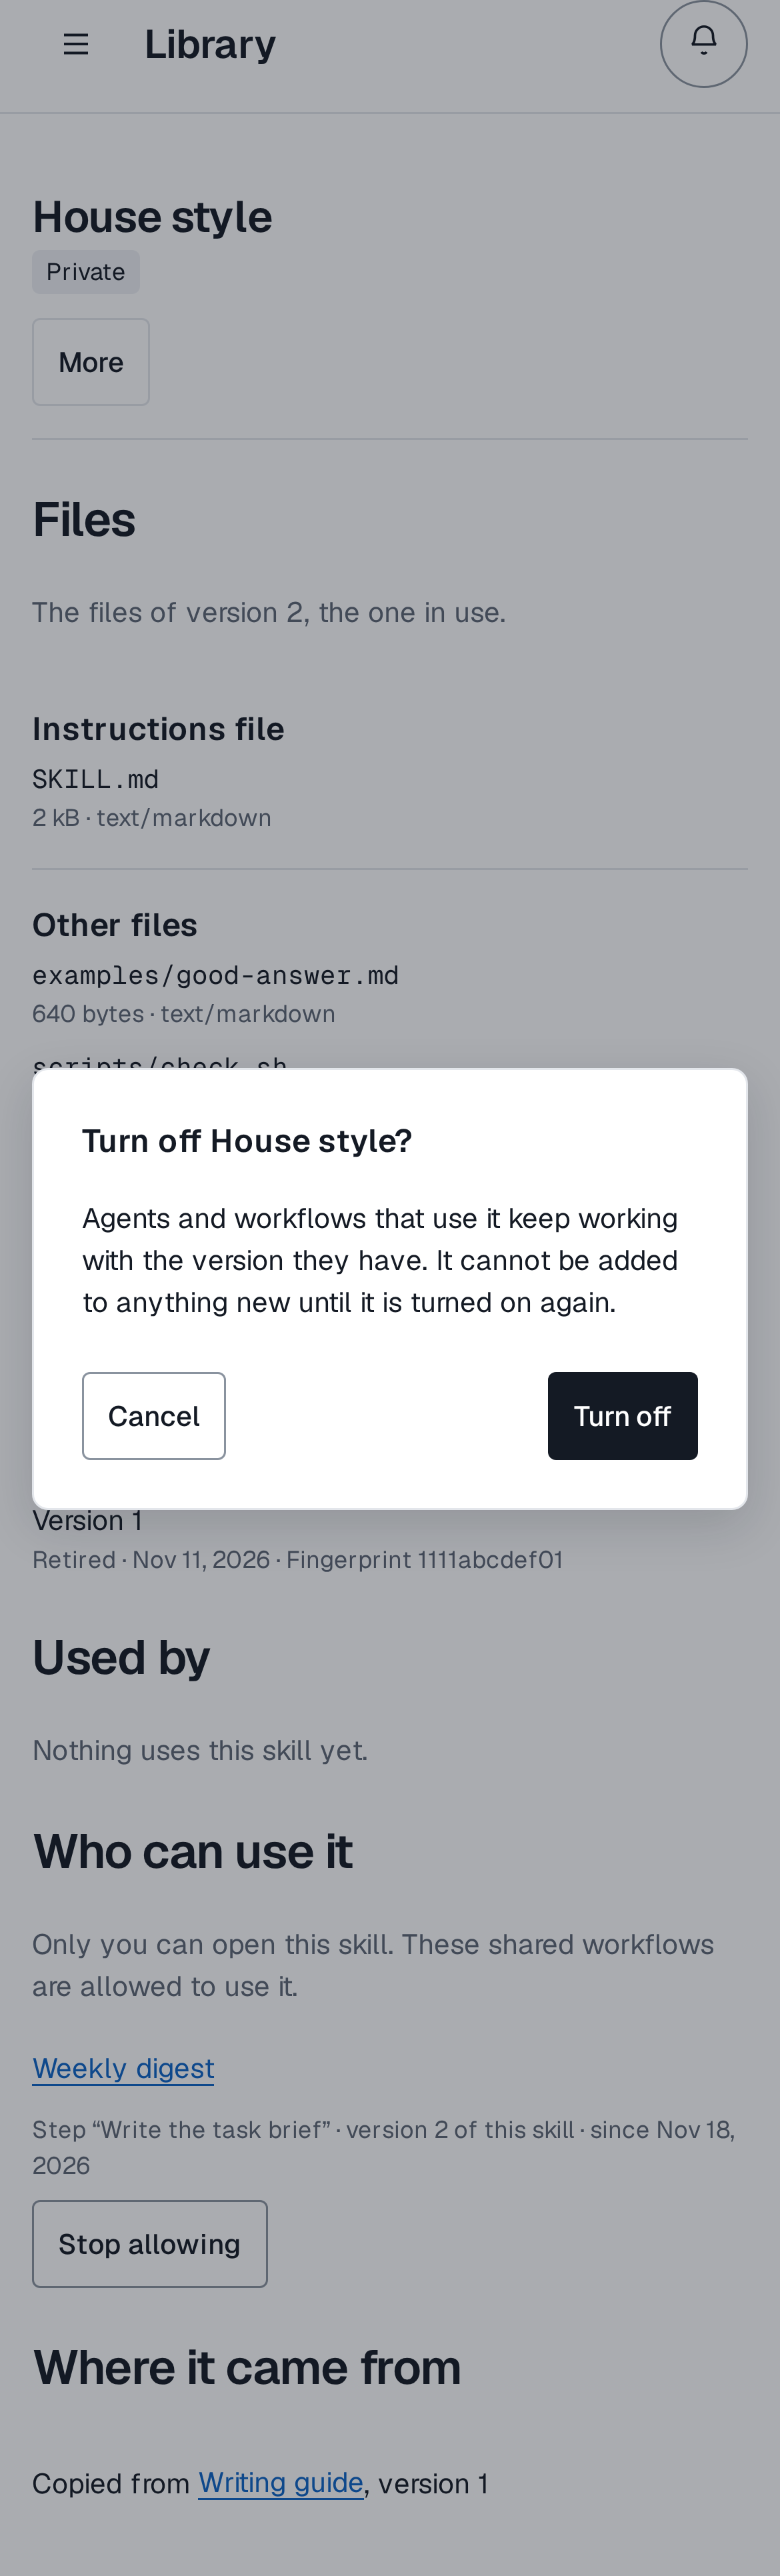 Library
House style
Private
More
Files
The files of version 2, the one in use.
Instructions file
SKILL.md
2 kB · text/markdown
Other files
examples/good-answer.md
640 bytes · text/markdown
scripts/check.sh
Turn off House style?
Agents and workflows that use it keep working
with the version they have. It cannot be added
to anything new until it is turned on again.
Cancel
Turn off
Version 1
Retired · Nov 11, 2026 · Fingerprint 1111abcdef01
Used by
Nothing uses this skill yet.
Who can use it
Only you can open this skill. These shared workflows
are allowed to use it.
Weekly digest
Step “Write the task brief” · version 2 of this skill · since Nov 18,
2026
Stop allowing
Where it came from
Copied from Writing guide, version 1